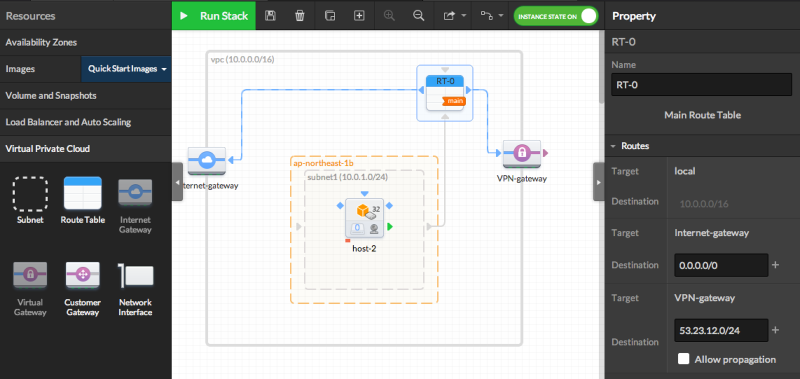 Resources
Run Stack
INSTANCE STATE ON
Property
Availability Zones
Images
Quick Start Images
Volume and Snapshots
Load Balancer and Auto Scaling
Virtual Private Cloud
Subnet
Route Table
Internet
Gateway
Virtual
Gateway
Customer
Gateway
Network
Interface
vpc (10.0.0.0/16)
RT-0
main
nternet-gateway
VPN-gateway
ap-northeast-1b
subnet1 (10.0.1.0/24)
32
0
host-2
RT-0
Name
RT-0
Main Route Table
Routes
Target local
Destination 10.0.0.0/16
Target Internet-gateway
Destination 0.0.0.0/0 +
Target VPN-gateway
Destination 53.23.12.0/24 +
Allow propagation